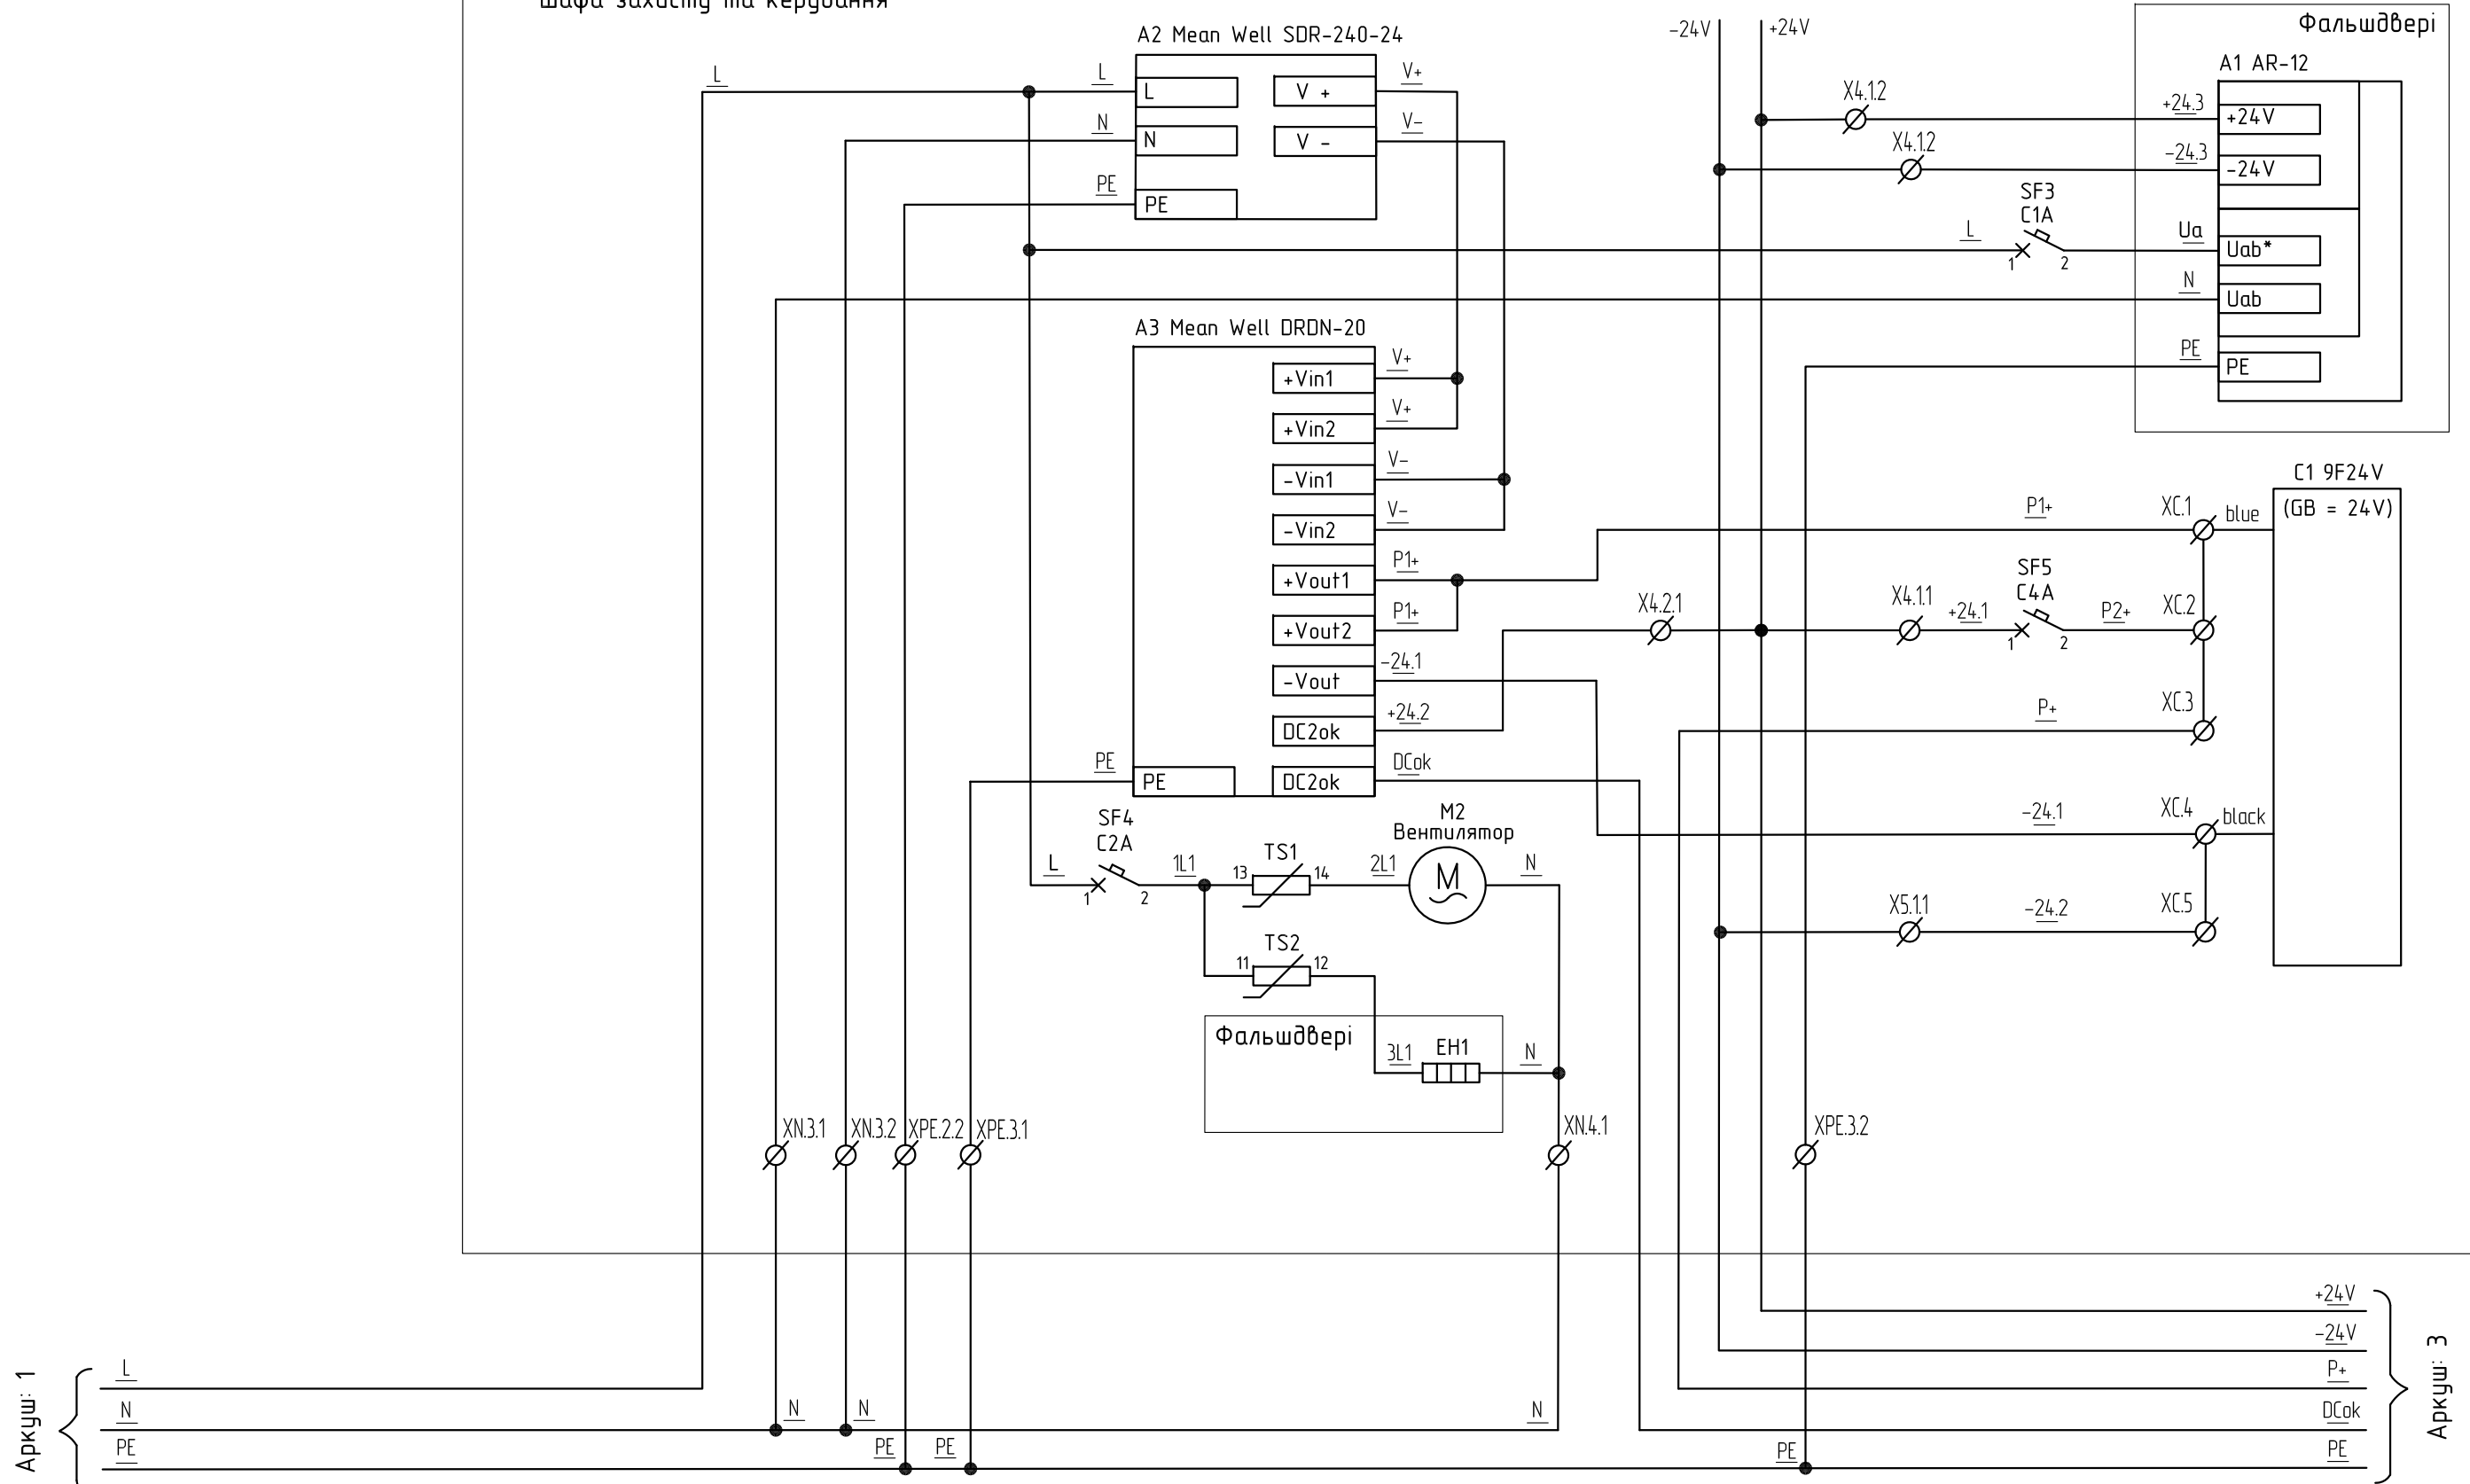 Шафа захисту та керування
A2 Mean Well SDR-240-24
-24V
+24V
Фальшдвері
A1 AR-12
L
L
L
V +
V+
X4.1.2
+24.3
+24V
N
N
V -
V-
X4.1.2
-24.3
-24V
PE
PE
SF3
C1A
L
1
2
Ua
Uab*
N
Uab
A3 Mean Well DRDN-20
PE
PE
+Vin1
V+
+Vin2
V+
-Vin1
V-
-Vin2
V-
+Vout1
P1+
+Vout2
P1+
-Vout
-24.1
DC2ok
+24.2
DC2ok
DCok
PE
PE
C1 9F24V
(GB = 24V)
P1+
XC.1
blue
X4.2.1
X4.1.1
+24.1
SF5
C4A
1
2
P2+
XC.2
P+
XC.3
-24.1
XC.4
black
X5.1.1
-24.2
XC.5
SF4
C2A
L
1
2
1L1
TS1
13
14
2L1
M2
Вентилятор
M
N
TS2
11
12
Фальшдвері
3L1
EH1
N
XN.3.1
XN.3.2
XPE.2.2
XPE.3.1
XN.4.1
XPE.3.2
Аркуш: 1
L
N
PE
N
N
PE
PE
N
PE
+24V
-24V
P+
DCok
PE
Аркуш: 3